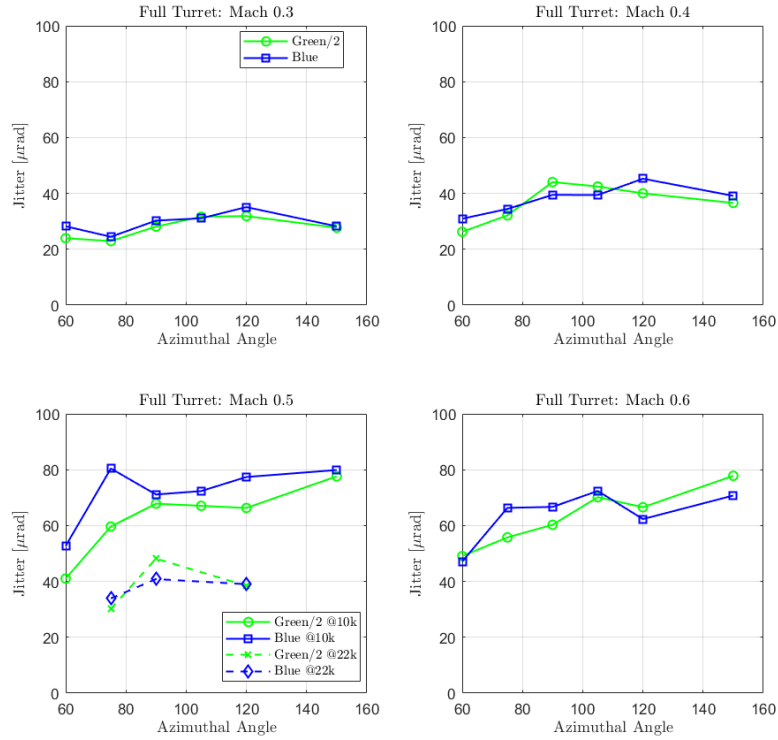 Full Turret: Mach 0.3
Jitter [μrad]
100
80
60
40
20
0
Green/2
Blue
60 80 100 120 140 160
Azimuthal Angle
Full Turret: Mach 0.4
Jitter [μrad]
100
80
60
40
20
0
60 80 100 120 140 160
Azimuthal Angle
Full Turret: Mach 0.5
Jitter [μrad]
100
80
60
40
20
0
Green/2 @10k
Blue @10k
Green/2 @22k
Blue @22k
60 80 100 120 140 160
Azimuthal Angle
Full Turret: Mach 0.6
Jitter [μrad]
100
80
60
40
20
0
60 80 100 120 140 160
Azimuthal Angle